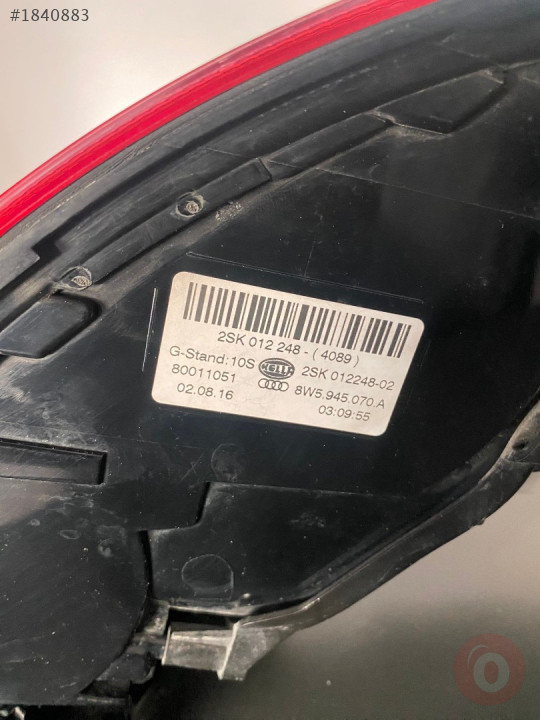 #1840883
2SK 012 248 - ( 4089 )
G-Stand: 10S HELLA 2SK 012248-02
80011051 8W5.945.070.A
02.08.16 03:09:55